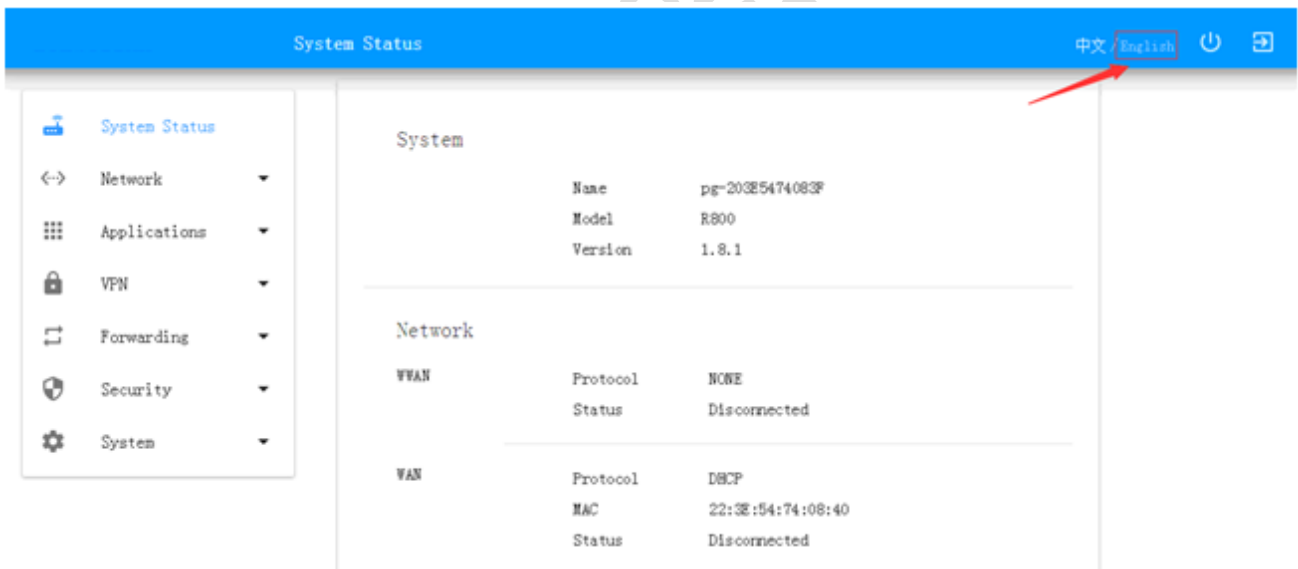 System Status
中文 / English
System Status
Network
Applications
VPN
Forwarding
Security
System
System
Name pg-203E5474083F
Model R800
Version 1.8.1
Network
WWAN Protocol NONE
Status Disconnected
WAN Protocol DHCP
MAC 22:3E:54:74:08:40
Status Disconnected